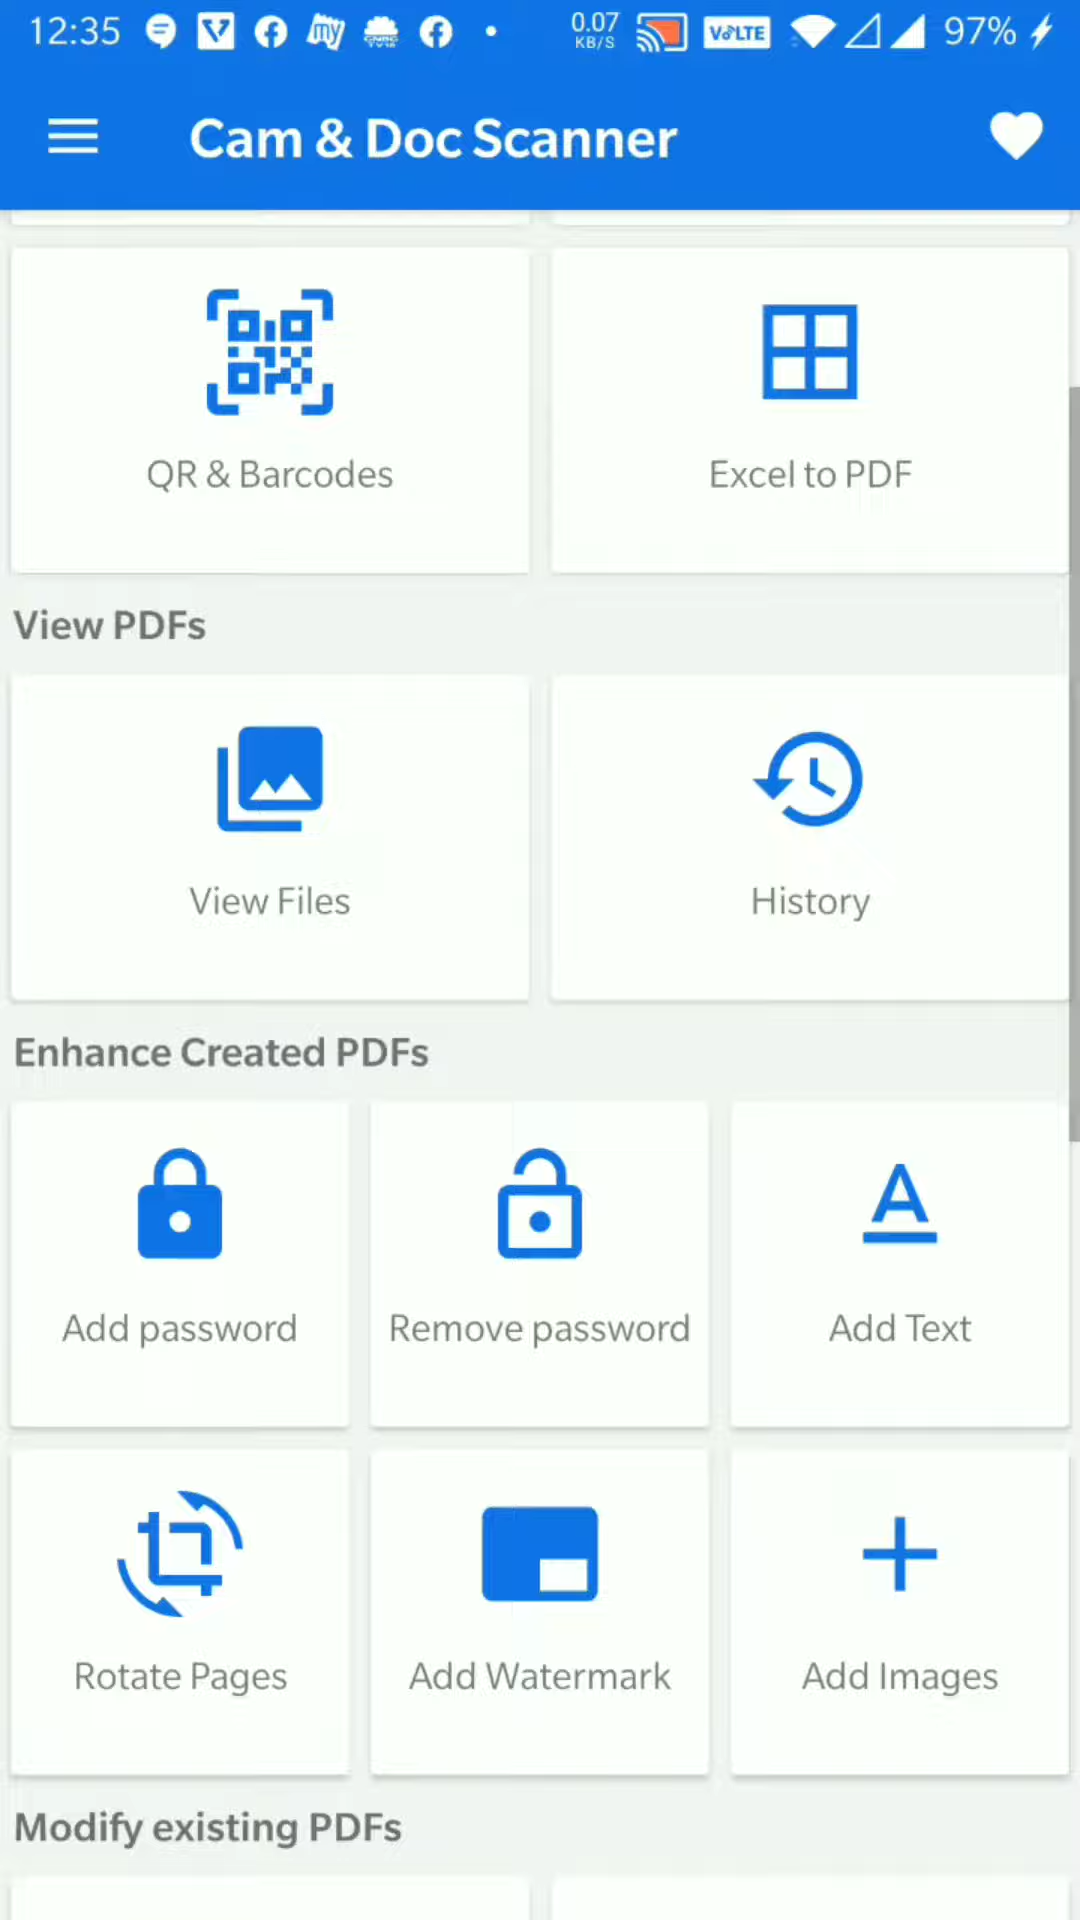 12:35 0.07 KB/S VoLTE 97%
Cam & Doc Scanner
QR & Barcodes Excel to PDF
View PDFs
View Files History
Enhance Created PDFs
Add password Remove password Add Text
Rotate Pages Add Watermark Add Images
Modify existing PDFs